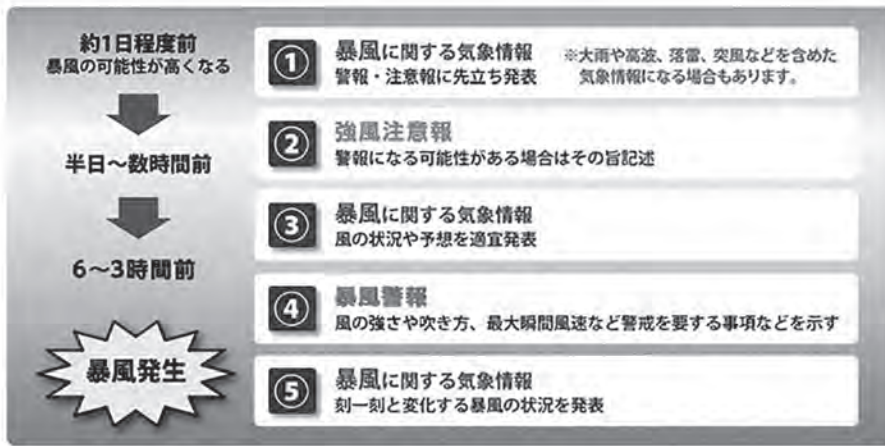 約1日程度前
暴風の可能性が高くなる
① 暴風に関する気象情報
警報・注意報に先立ち発表
※大雨や高波、落雷、突風などを含めた
気象情報になる場合もあります。
半日～数時間前
② 強風注意報
警報になる可能性がある場合はその旨記述
③ 暴風に関する気象情報
風の状況や予想を適宜発表
6～3時間前
④ 暴風警報
風の強さや吹き方、最大瞬間風速など警戒を要する事項などを示す
暴風発生
⑤ 暴風に関する気象情報
刻一刻と変化する暴風の状況を発表